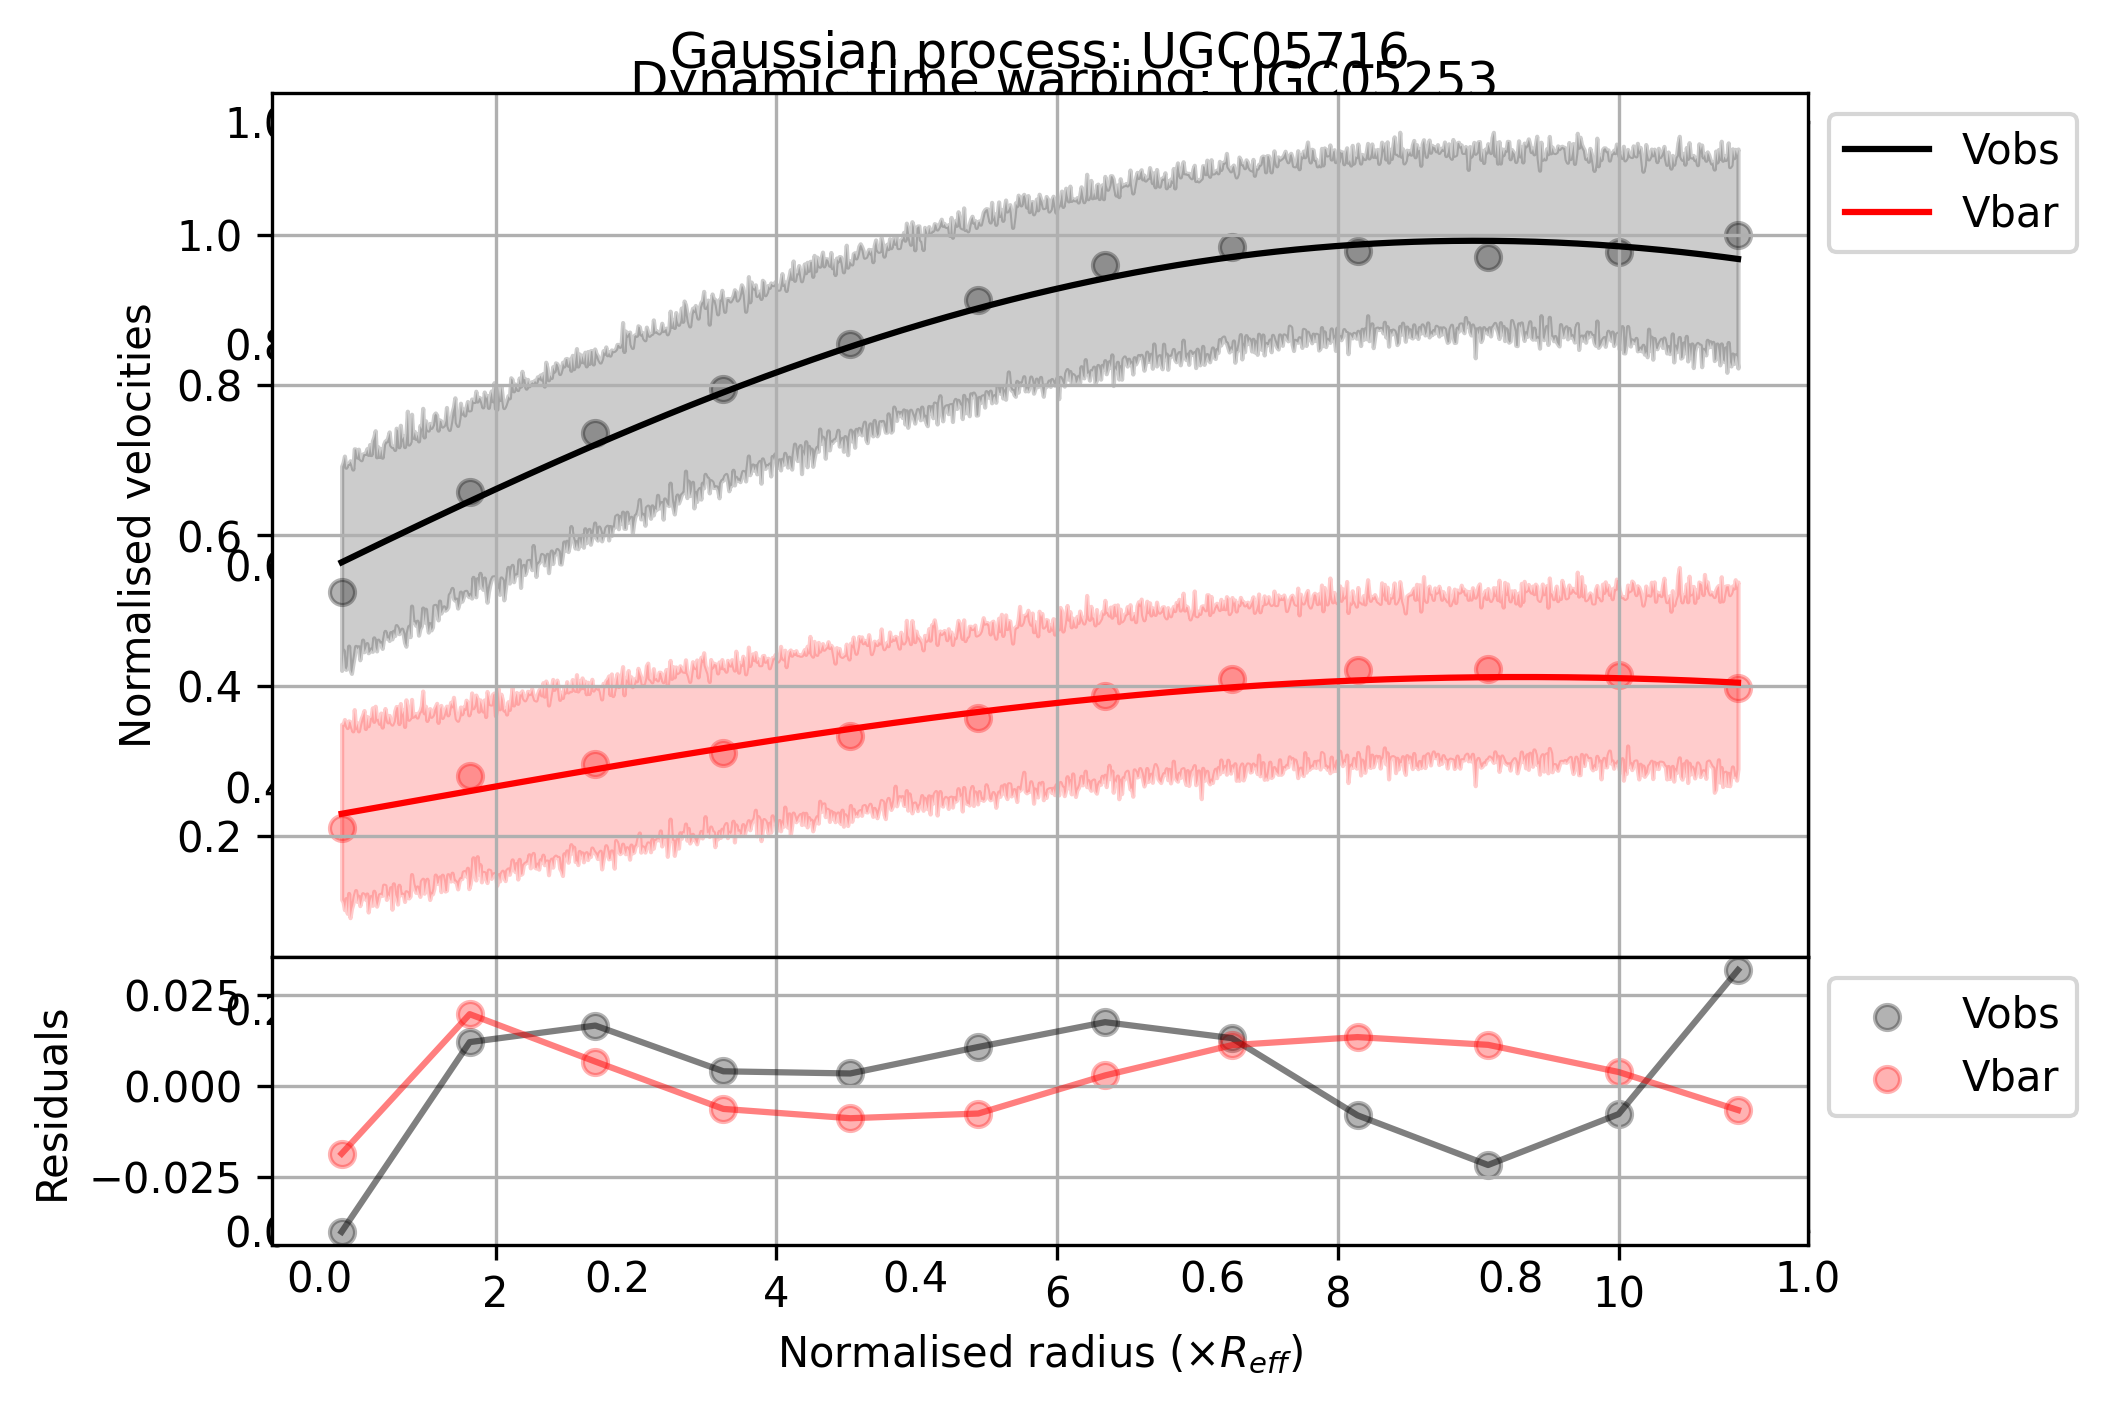 Gaussian process: UGC05716
Dynamic time warping: UGC05253
Normalised velocities
1.0
0.8
0.6
0.4
0.2
Vobs
Vbar
Residuals
0.025
0.000
−0.025
Vobs
Vbar
0.0 0.2 0.4 0.6 0.8 1.0
2 4 6 8 10
Normalised radius (×R_eff)